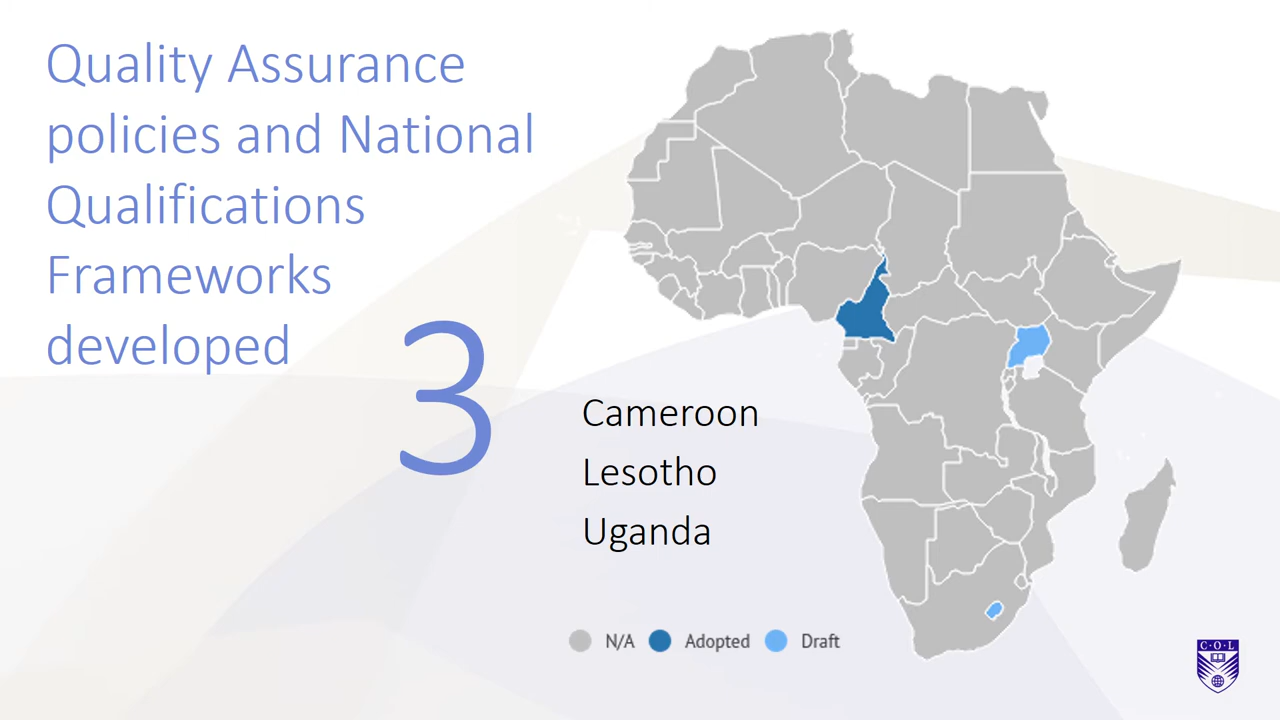 Quality Assurance
policies and National
Qualifications
Frameworks
developed
3
Cameroon
Lesotho
Uganda
N/A Adopted Draft
C·O·L